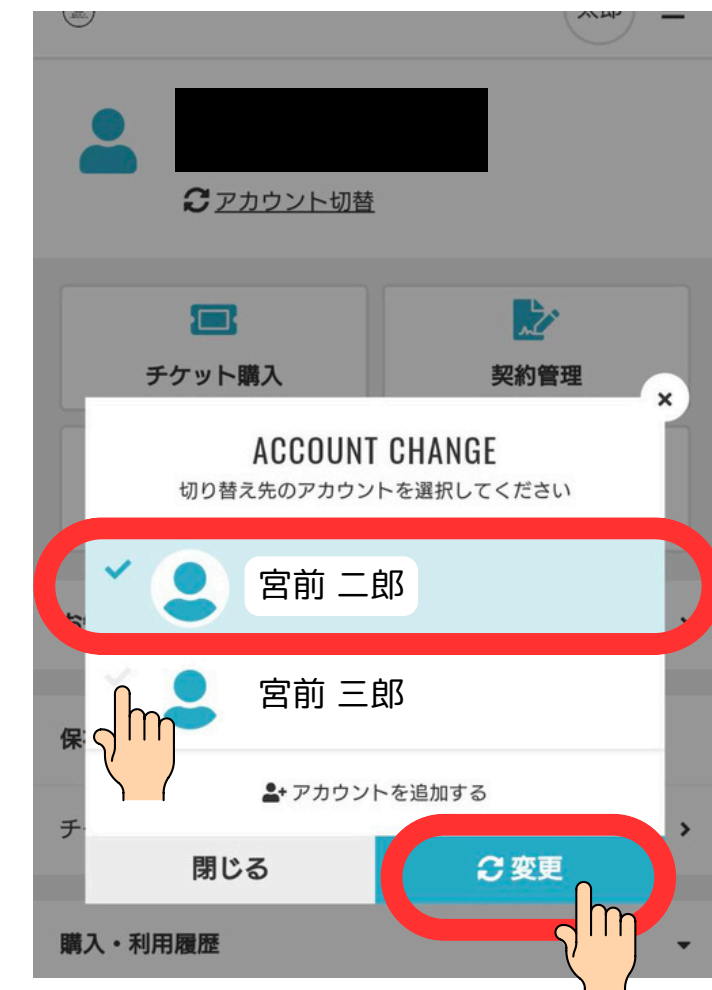 太郎
アカウント切替
チケット購入
契約管理
ACCOUNT CHANGE
切り替え先のアカウントを選択してください
宮前 二郎
宮前 三郎
アカウントを追加する
閉じる
変更
購入・利用履歴